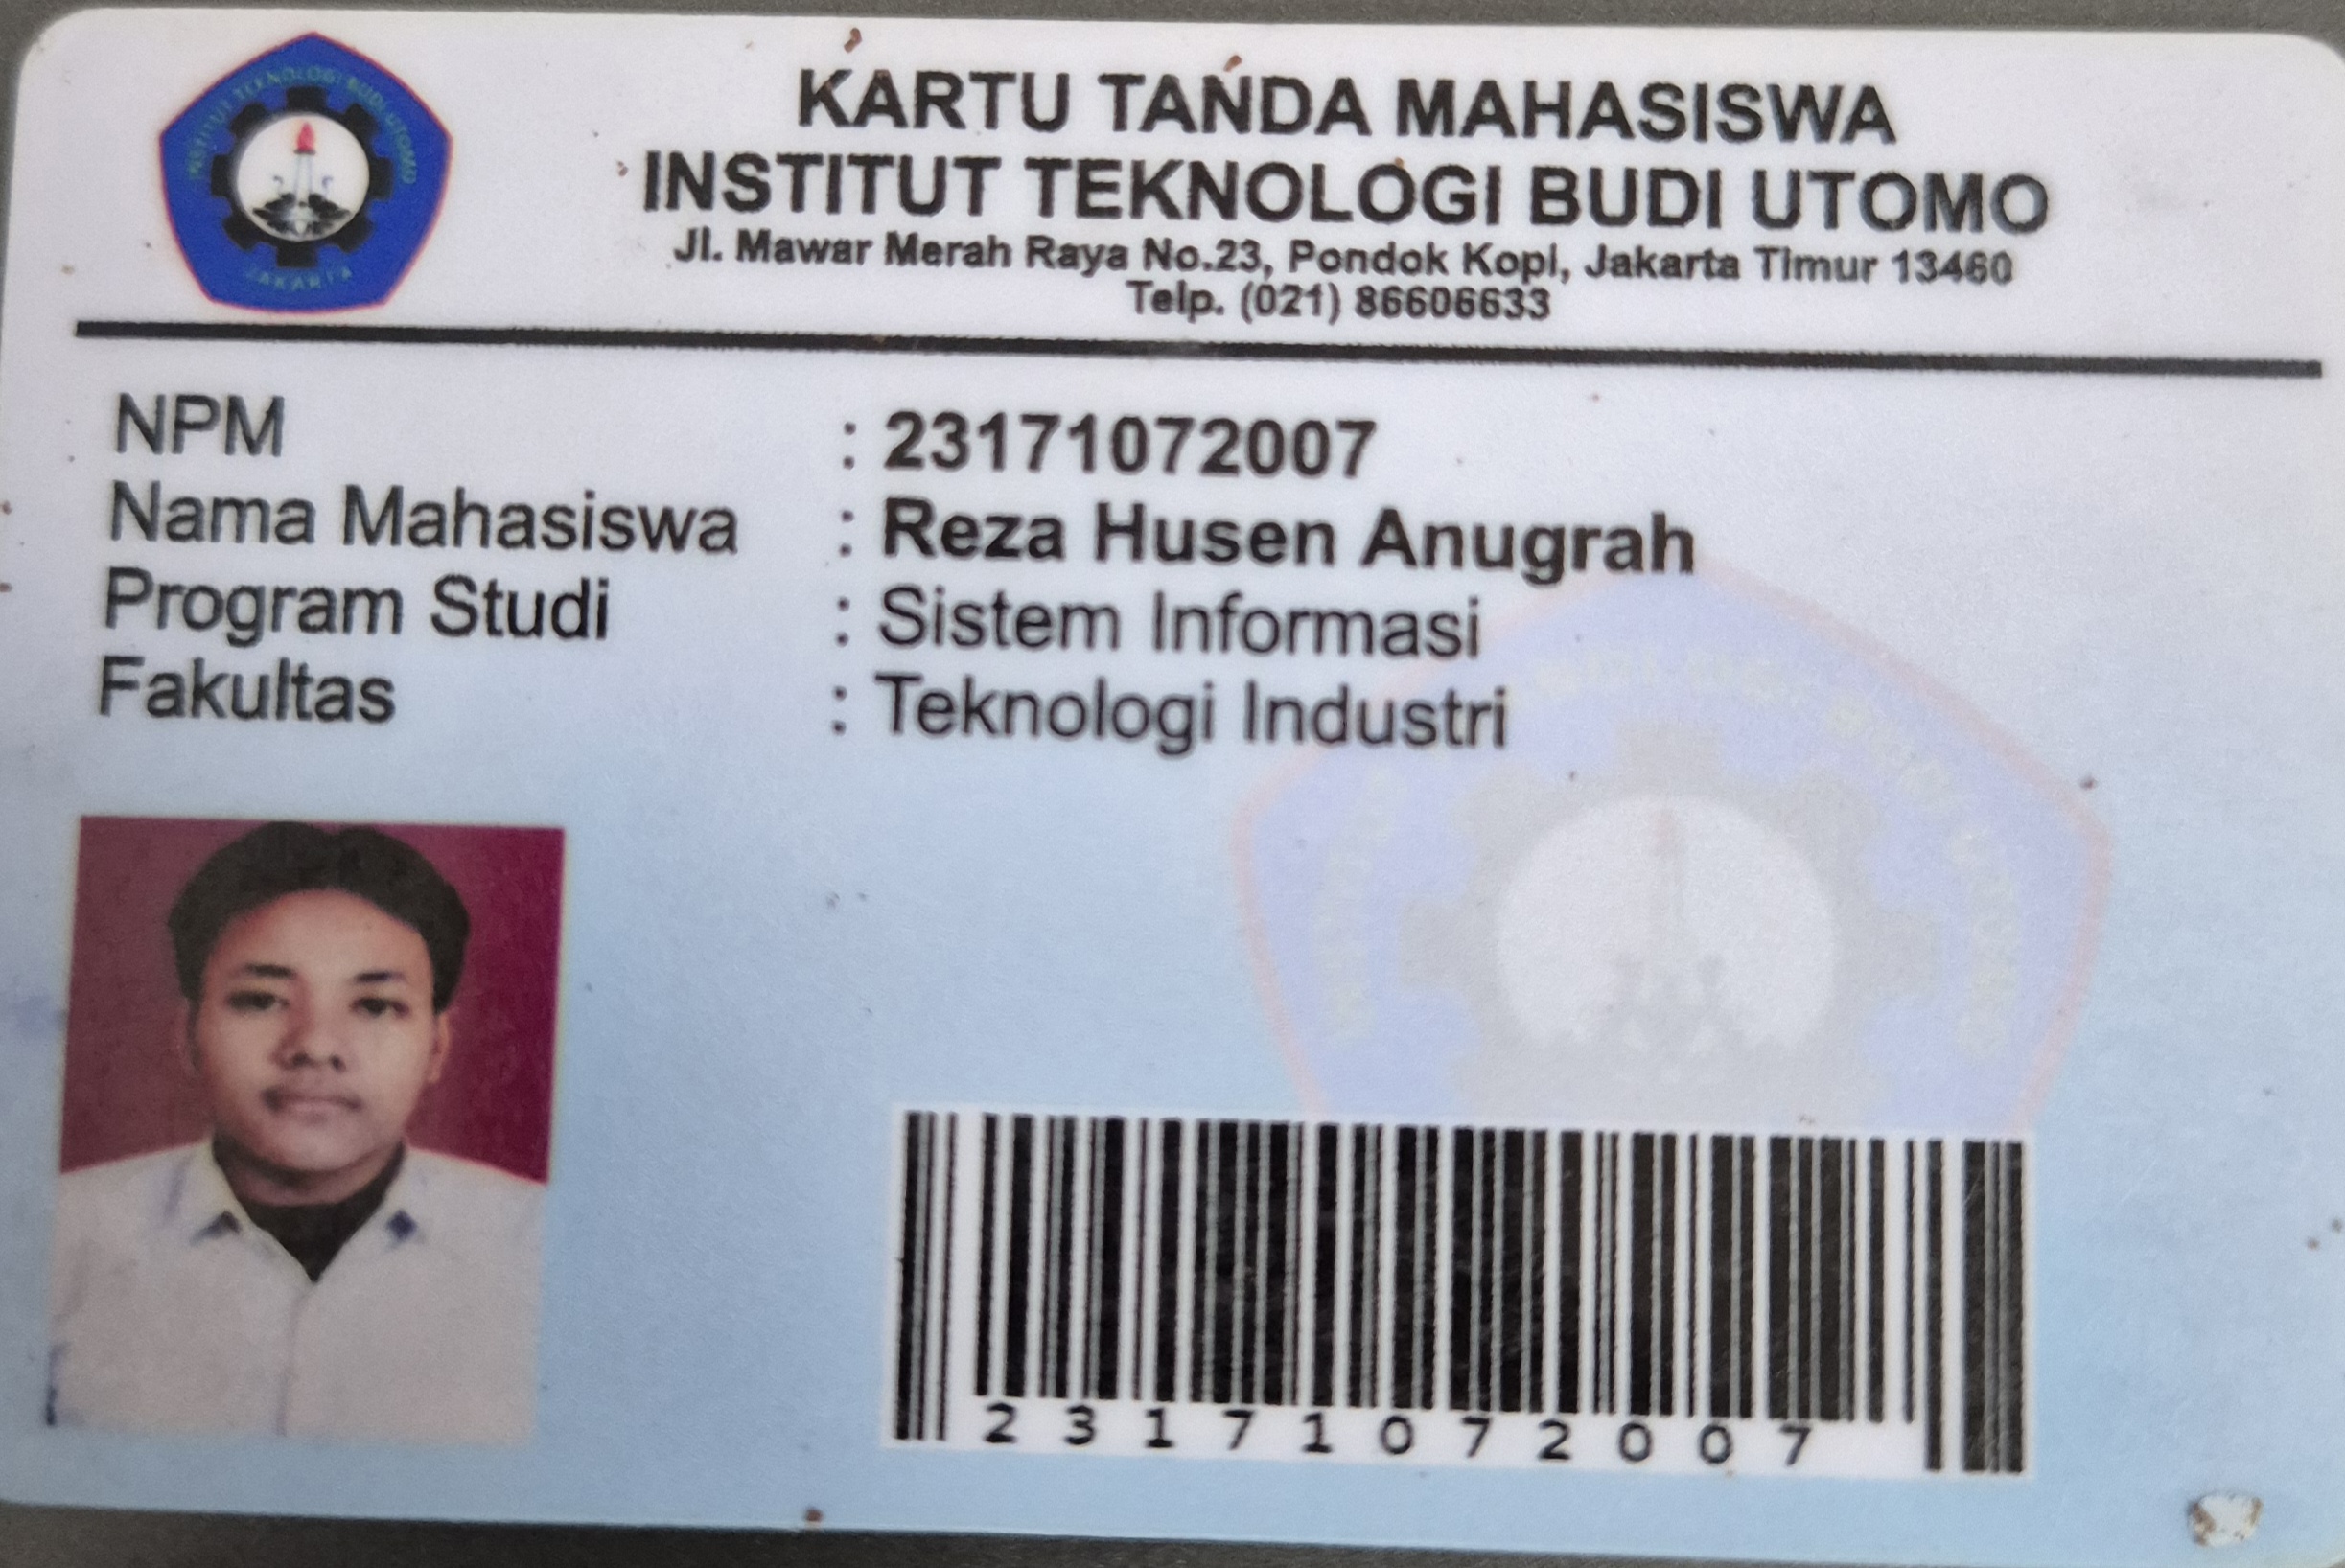 INSTITUT TEKNOLOGI BUDI UTOMO
JAKARTA
KARTU TANDA MAHASISWA
INSTITUT TEKNOLOGI BUDI UTOMO
Jl. Mawar Merah Raya No.23, Pondok Kopi, Jakarta Timur 13460
Telp. (021) 86606633
NPM : 23171072007
Nama Mahasiswa : Reza Husen Anugrah
Program Studi : Sistem Informasi
Fakultas : Teknologi Industri
23171072007